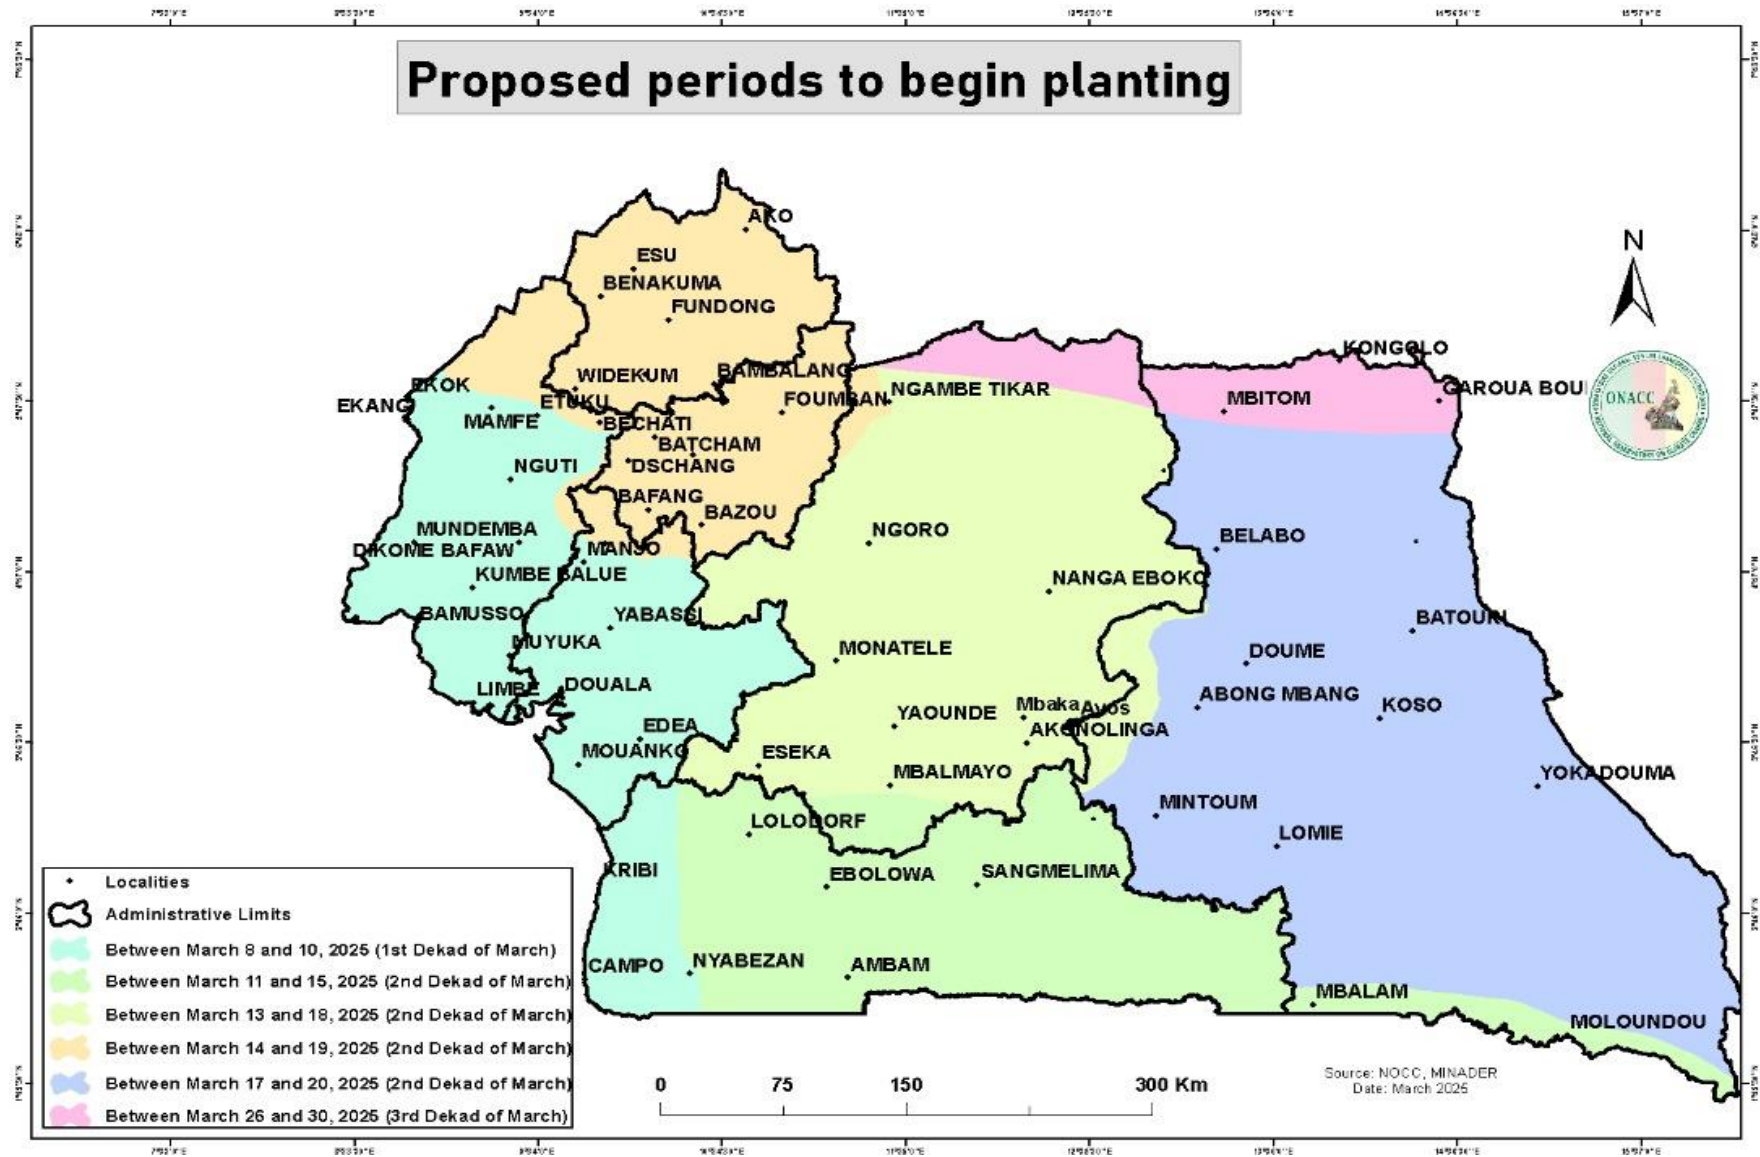 Proposed periods to begin planting
N
AKO
ESU
BENAKUMA
FUNDONG
KONGOLO
WIDEKUM
BAMBALANG
EKOK
NGAMBE TIKAR
MBITOM
GAROUA BOUI
ONACC
EKANG
ETUKU
FOUMBAN
MAMFE
BECHATI
BATCHAM
NGUTI
DSCHANG
BAFANG
BAZOU
MUNDEMBA
NGORO
BELABO
DIKOME BAFAW
MANJO
KUMBE BALUE
NANGA EBOKO
BAMUSSO
YABASSI
BATOURI
MUYUKA
MONATELE
DOUME
LIMBE
DOUALA
ABONG MBANG
KOSO
Mbaka
Ayos
EDEA
YAOUNDE
AKONOLINGA
MOUANKO
ESEKA
MBALMAYO
YOKADOUMA
MINTOUM
LOLODORF
LOMIE
KRIBI
EBOLOWA
SANGMELIMA
CAMPO
NYABEZAN
AMBAM
MBALAM
MOLOUNDOU
Localities
Administrative Limits
Between March 8 and 10, 2025 (1st Dekad of March)
Between March 11 and 15, 2025 (2nd Dekad of March)
Between March 13 and 18, 2025 (2nd Dekad of March)
Between March 14 and 19, 2025 (2nd Dekad of March)
Between March 17 and 20, 2025 (2nd Dekad of March)
Between March 26 and 30, 2025 (3rd Dekad of March)
0 75 150 300 Km
Source: NOCC, MINADER
Date: March 2025